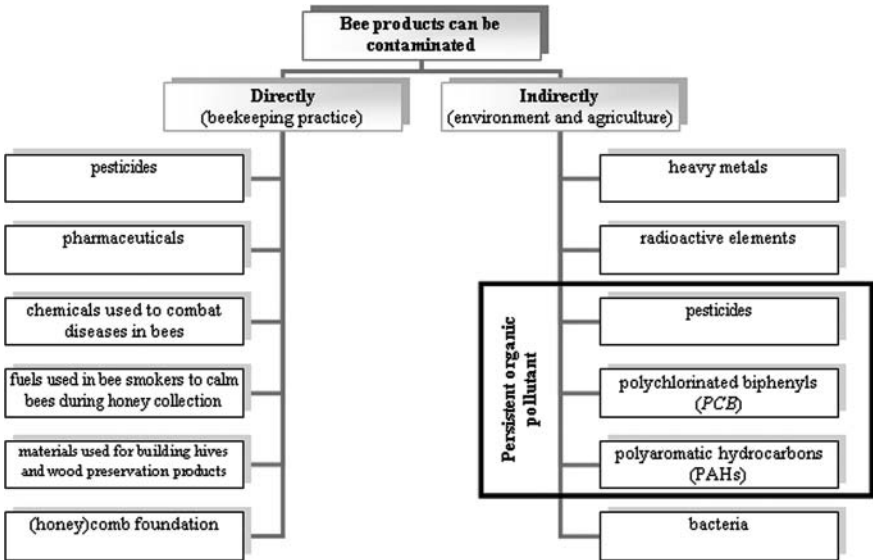 Bee products can be
contaminated
Directly
(beekeeping practice)
Indirectly
(environment and agriculture)
pesticides
pharmaceuticals
chemicals used to combat
diseases in bees
fuels used in bee smokers to calm
bees during honey collection
materials used for building hives
and wood preservation products
(honey)comb foundation
heavy metals
radioactive elements
Persistent organic
pollutant
pesticides
polychlorinated biphenyls
(PCB)
polyaromatic hydrocarbons
(PAHs)
bacteria